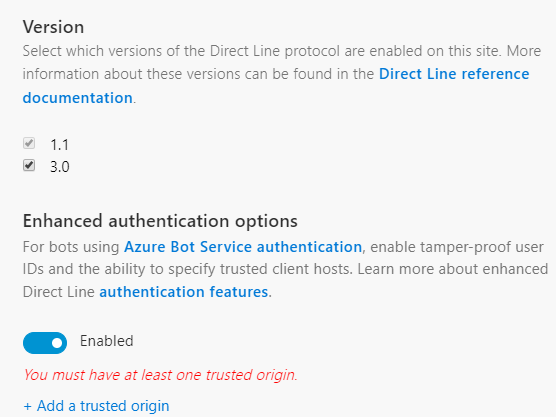 Version
Select which versions of the Direct Line protocol are enabled on this site. More
information about these versions can be found in the Direct Line reference
documentation.
1.1
3.0
Enhanced authentication options
For bots using Azure Bot Service authentication, enable tamper-proof user
IDs and the ability to specify trusted client hosts. Learn more about enhanced
Direct Line authentication features.
Enabled
You must have at least one trusted origin.
+ Add a trusted origin